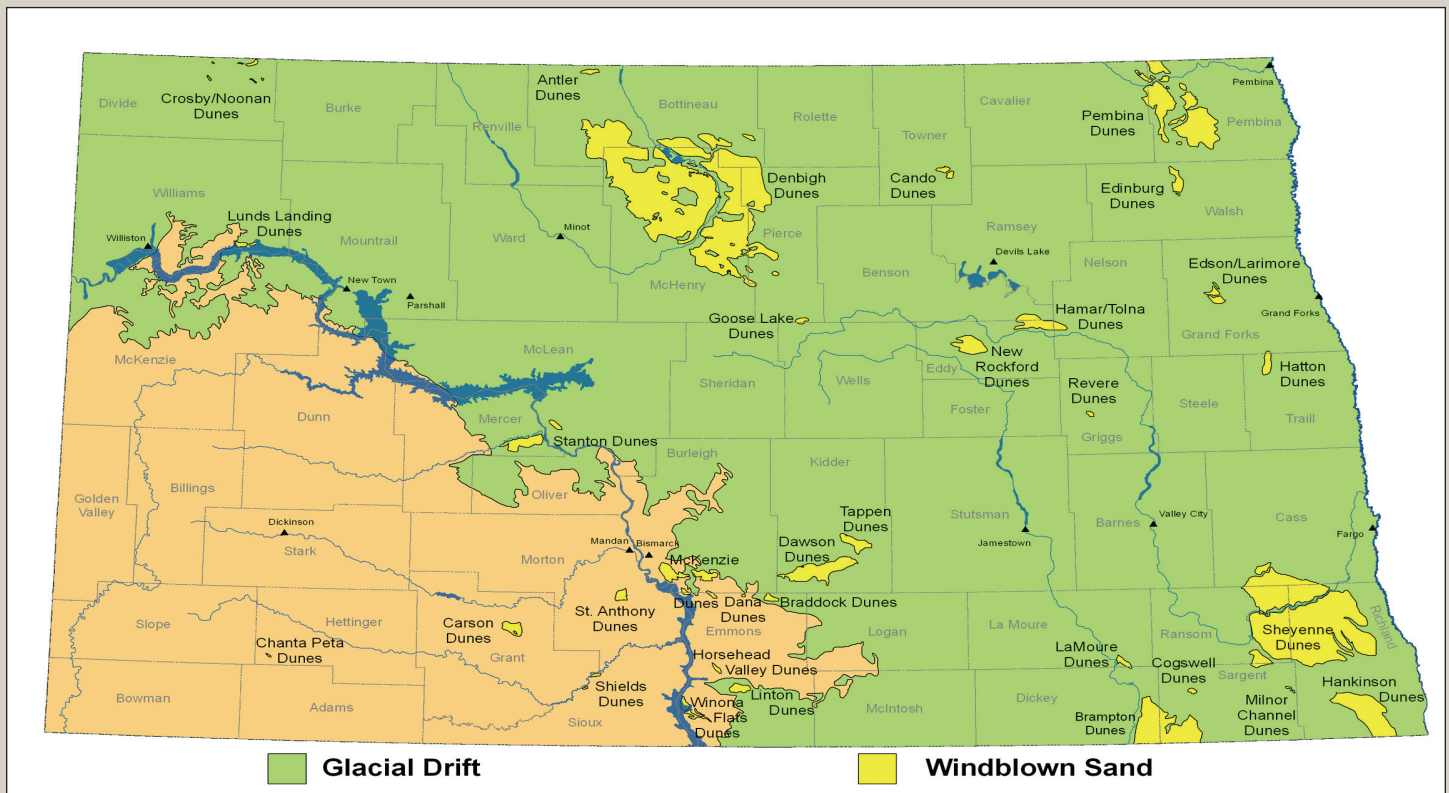 Divide
Crosby/Noonan
Dunes
Burke
Renville
Antler
Dunes
Bottineau
Rolette
Towner
Cavalier
Pembina
Dunes
Pembina
Pembina
Williams
Williston
Lunds Landing
Dunes
Mountrail
New Town
Parshall
Ward
Minot
McHenry
Denbigh
Dunes
Pierce
Cando
Dunes
Benson
Ramsey
Devils Lake
Edinburg
Dunes
Walsh
Nelson
Edson/Larimore
Dunes
Grand Forks
Grand Forks
McKenzie
Dunn
McLean
Mercer
Goose Lake
Dunes
Sheridan
Wells
Eddy
New
Rockford
Dunes
Hamar/Tolna
Dunes
Foster
Revere
Dunes
Griggs
Steele
Hatton
Dunes
Traill
Golden
Valley
Billings
Dickinson
Stark
Stanton Dunes
Oliver
Burleigh
Kidder
Morton
Mandan
Bismarck
McKenzie
Dunes
Tappen
Dunes
Dawson
Dunes
Stutsman
Jamestown
Barnes
Valley City
Cass
Fargo
Slope
Hettinger
Chanta Peta
Dunes
Carson
Dunes
Grant
St. Anthony
Dunes
Dana
Dunes
Braddock Dunes
Emmons
Logan
La Moure
LaMoure
Dunes
Ransom
Sheyenne
Dunes
Richland
Bowman
Adams
Sioux
Shields
Dunes
Horsehead
Valley Dunes
Winona
Flats
Dunes
Linton
Dunes
McIntosh
Dickey
Brampton
Dunes
Cogswell
Dunes
Sargent
Milnor
Channel
Dunes
Hankinson
Dunes
Glacial Drift
Windblown Sand